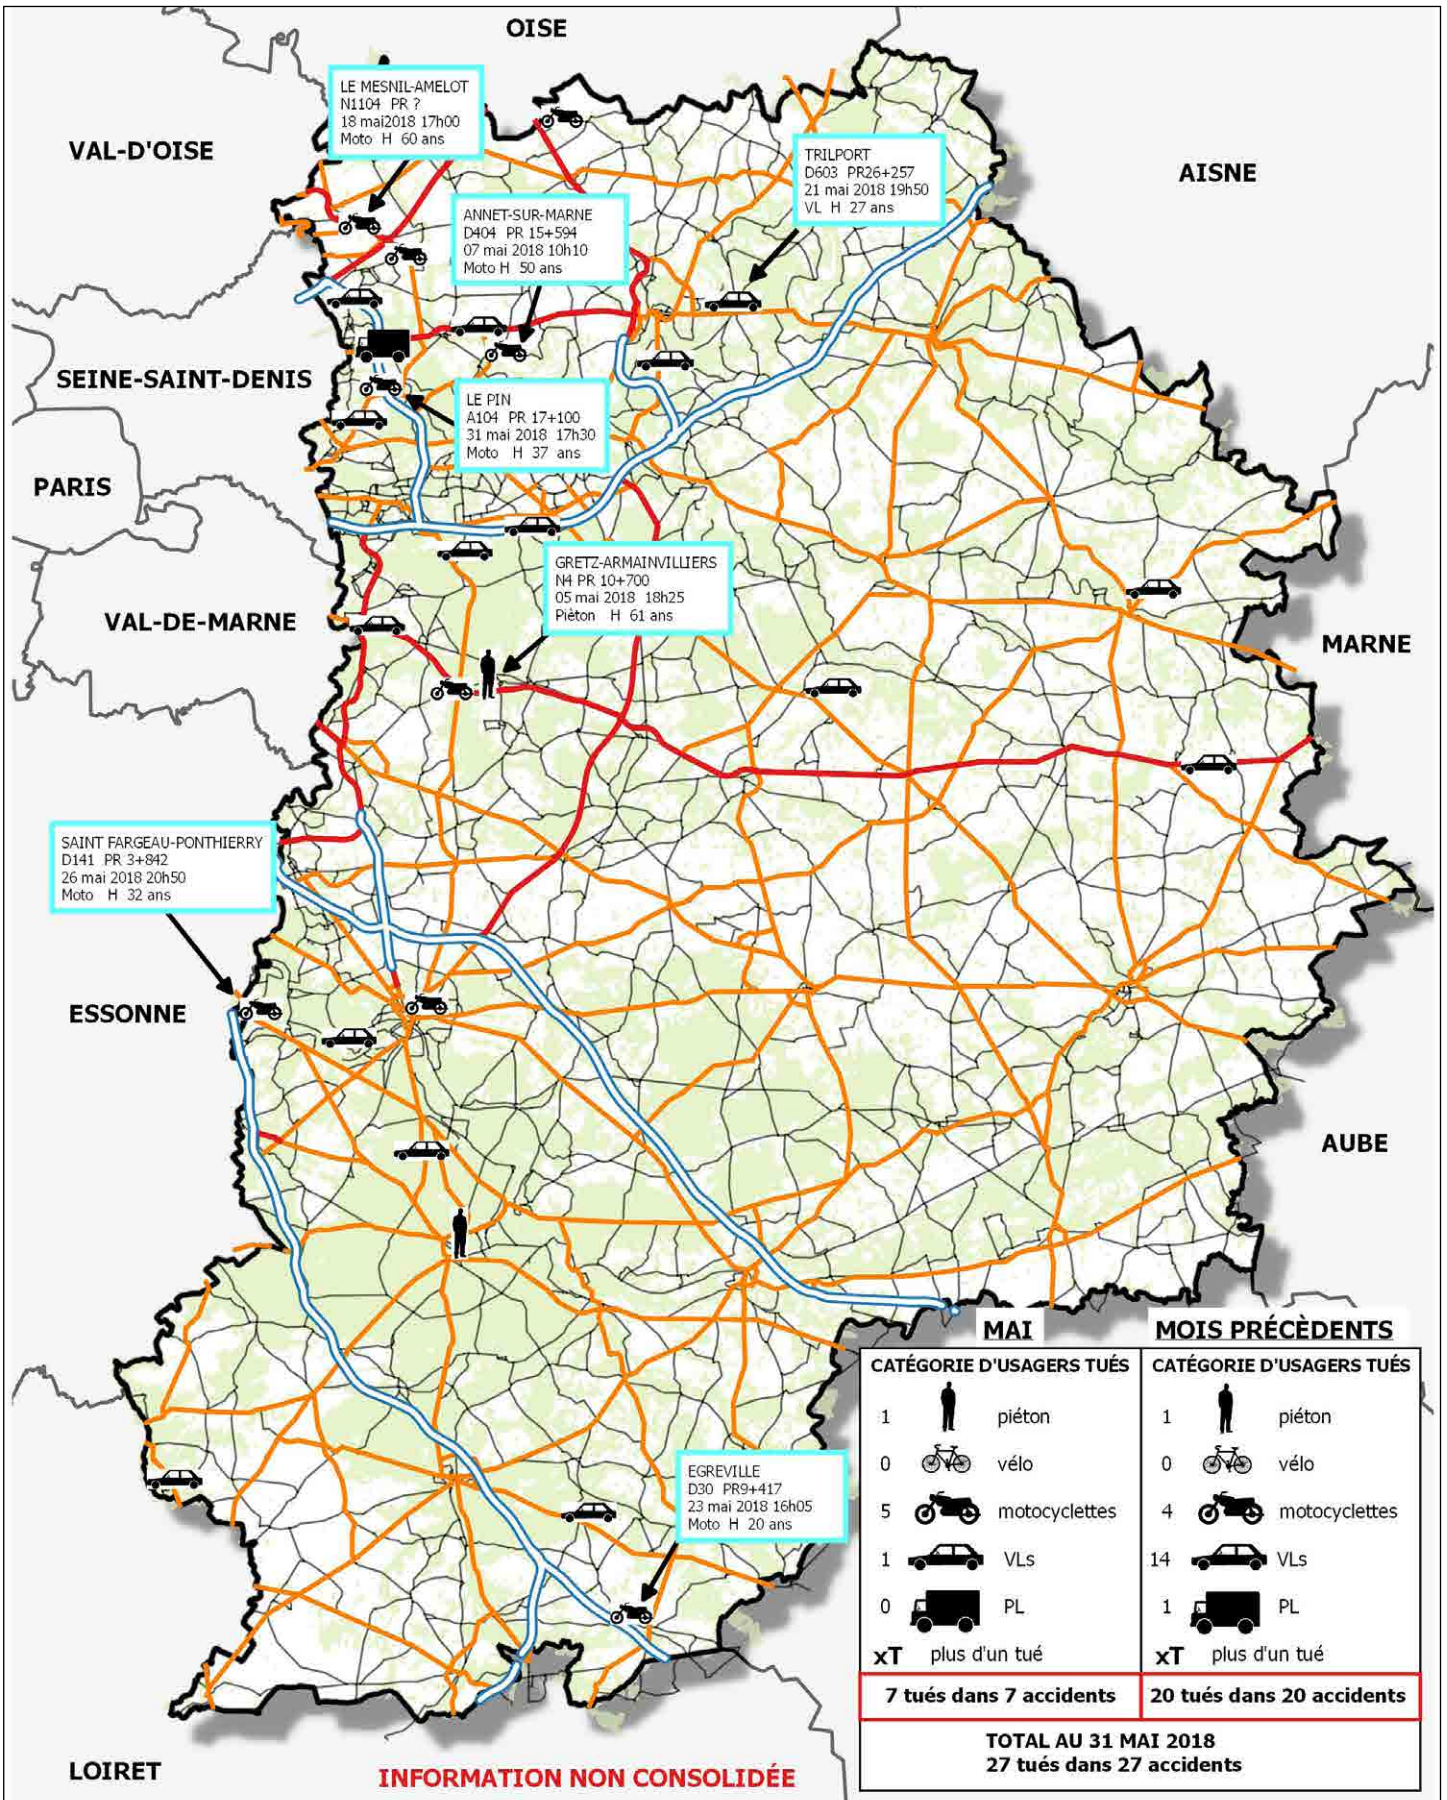 OISE
LE MESNIL-AMELOT
N1104 PR ?
18 mai2018 17h00
Moto H 60 ans
VAL-D'OISE
TRILPORT
D603 PR26+257
21 mai 2018 19h50
VL H 27 ans
AISNE
ANNET-SUR-MARNE
D404 PR 15+594
07 mai 2018 10h10
Moto H 50 ans
SEINE-SAINT-DENIS
LE PIN
A104 PR 17+100
31 mai 2018 17h30
Moto H 37 ans
PARIS
GRETZ-ARMAINVILLIERS
N4 PR 10+700
05 mai 2018 18h25
Pièton H 61 ans
VAL-DE-MARNE
MARNE
SAINT FARGEAU-PONTHIERRY
D141 PR 3+842
26 mai 2018 20h50
Moto H 32 ans
ESSONNE
AUBE
EGREVILLE
D30 PR9+417
23 mai 2018 16h05
Moto H 20 ans
LOIRET
INFORMATION NON CONSOLIDÉE
MAI
CATÉGORIE D'USAGERS TUÉS
1 piéton
0 vélo
5 motocyclettes
1 VLs
0 PL
xT plus d'un tué
7 tués dans 7 accidents
MOIS PRÉCÈDENTS
CATÉGORIE D'USAGERS TUÉS
1 piéton
0 vélo
4 motocyclettes
14 VLs
1 PL
xT plus d'un tué
20 tués dans 20 accidents
TOTAL AU 31 MAI 2018
27 tués dans 27 accidents